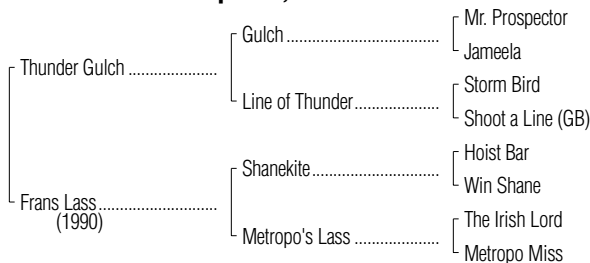 Mr. Prospector
Gulch
Jameela
Thunder Gulch
Storm Bird
Line of Thunder
Shoot a Line (GB)
Hoist Bar
Shanekite
Win Shane
Frans Lass
(1990)
The Irish Lord
Metropo's Lass
Metropo Miss